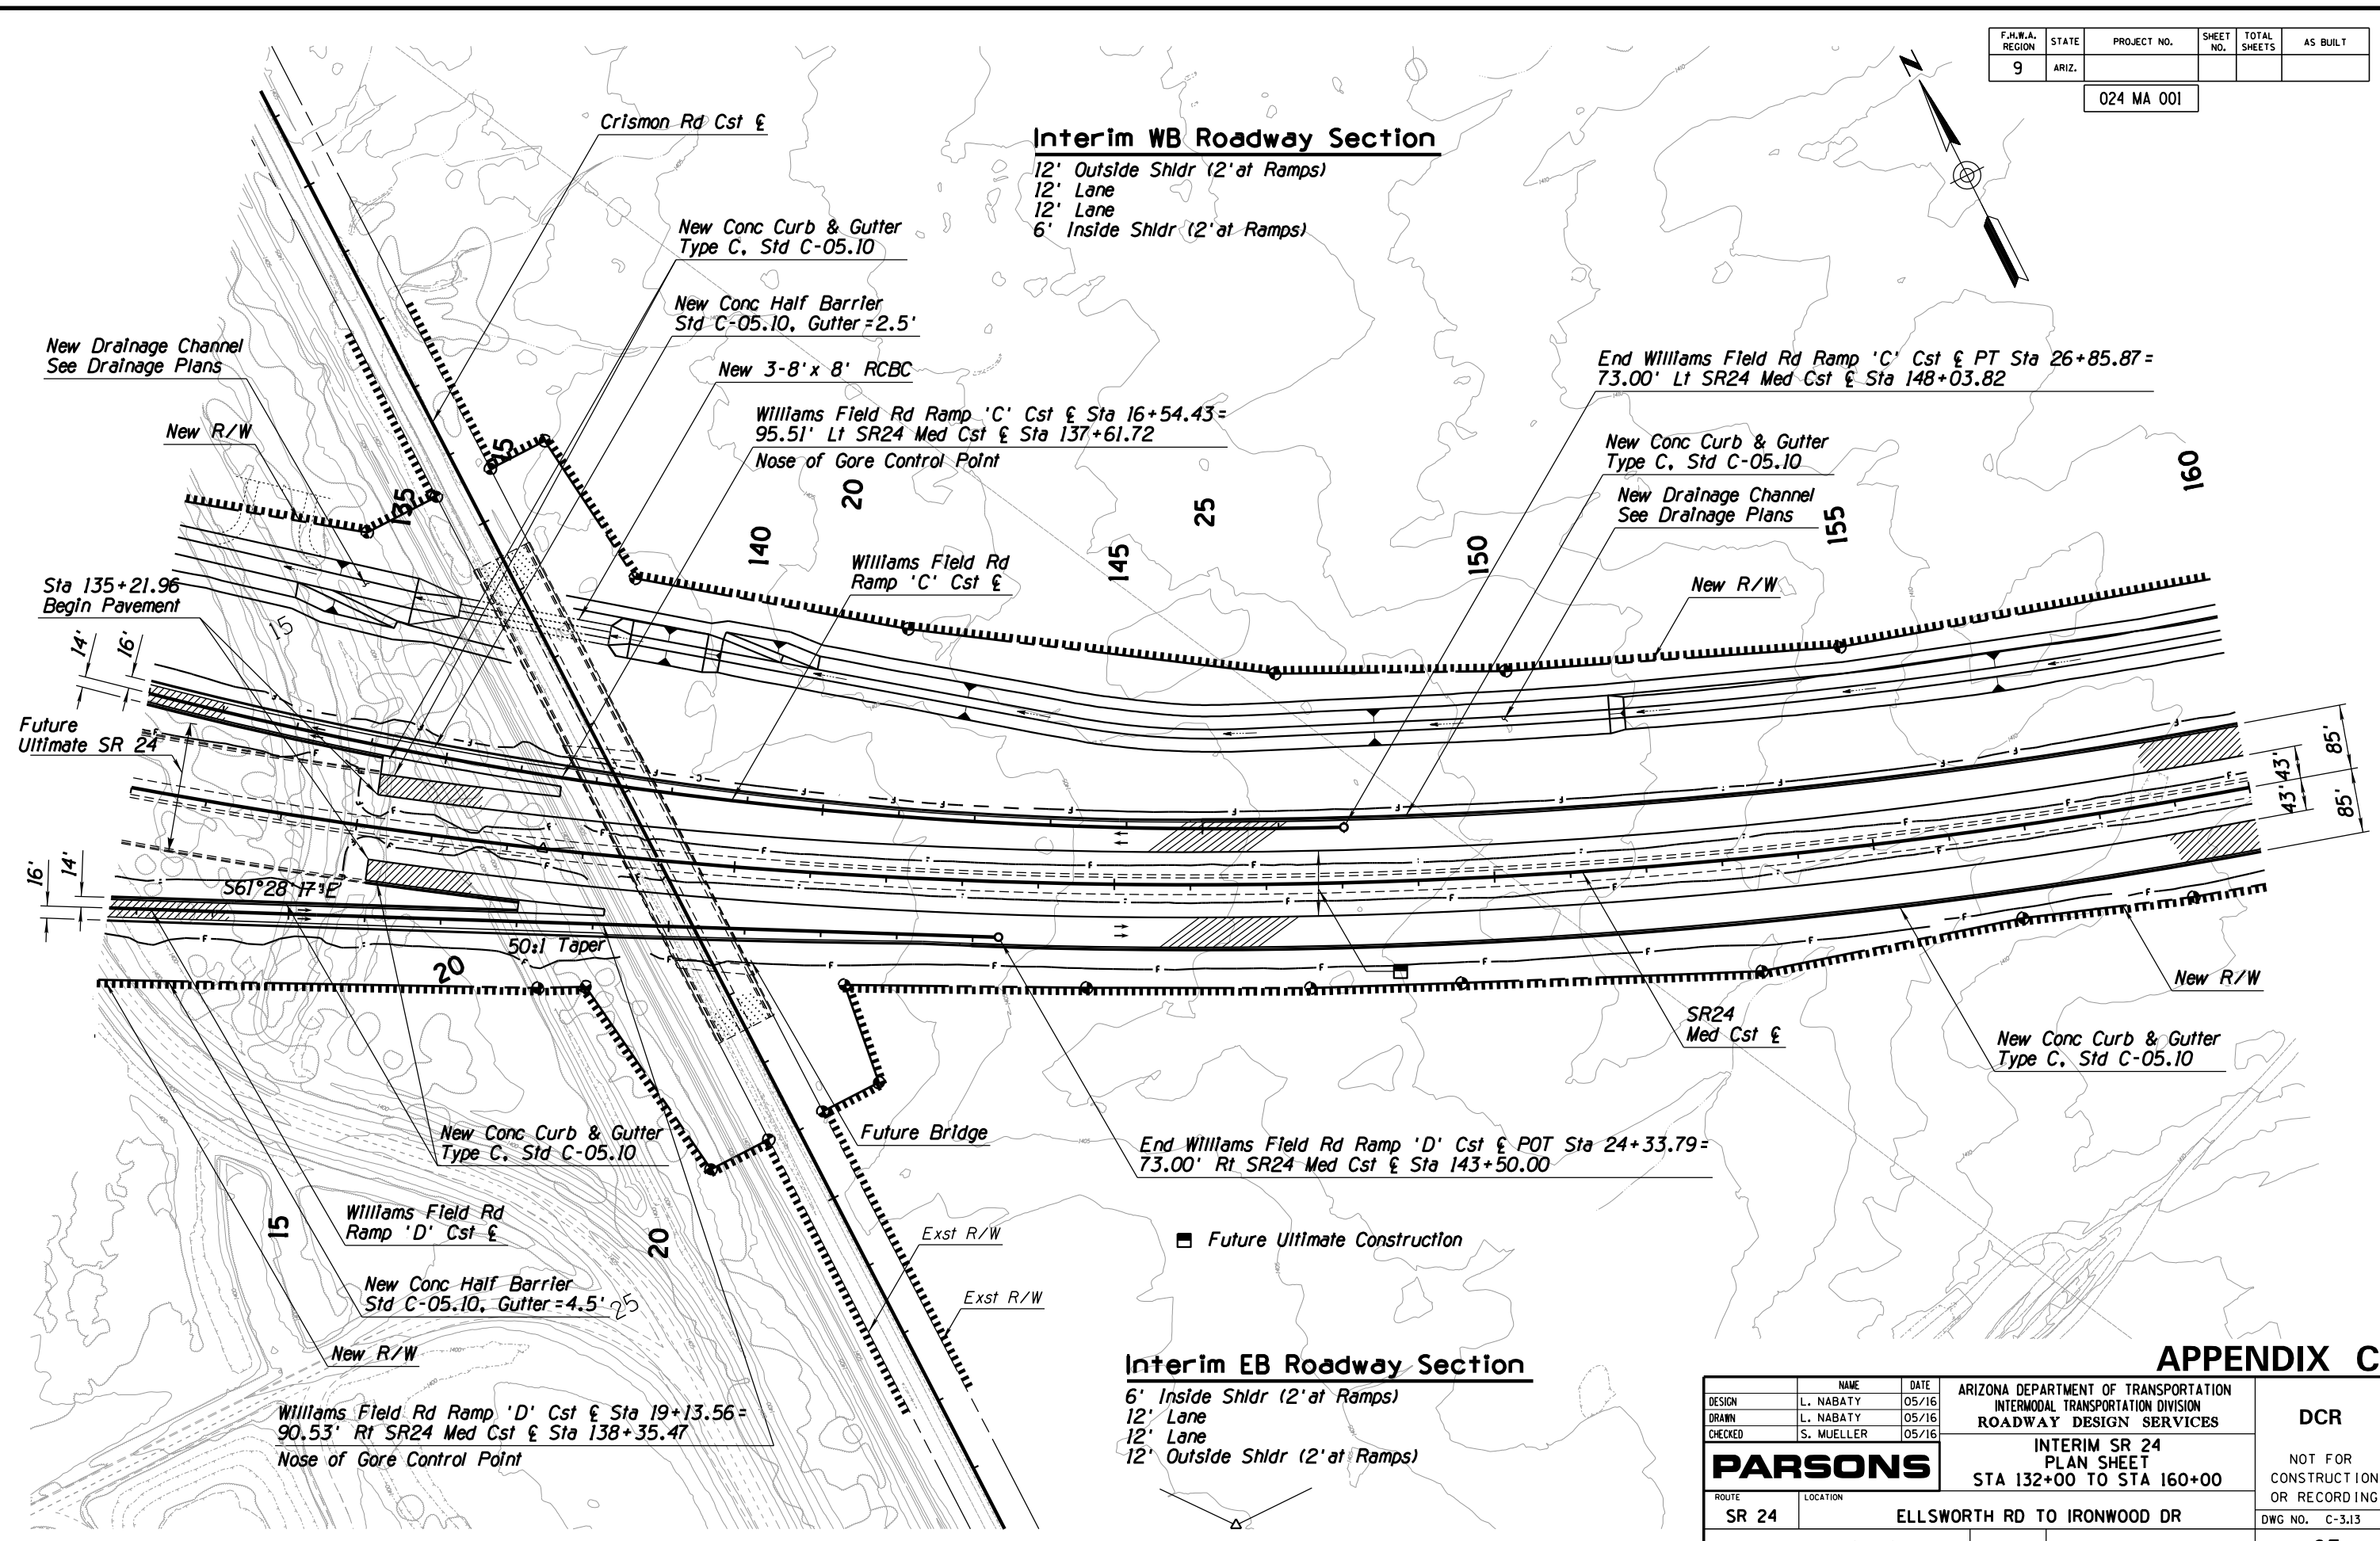 F.H.W.A. REGION
STATE
PROJECT NO.
SHEET NO.
TOTAL SHEETS
AS BUILT
9
ARIZ.
024 MA 001
N
Crismon Rd Cst ℄
Interim WB Roadway Section
12' Outside Shldr (2'at Ramps)
12' Lane
12' Lane
6' Inside Shldr (2'at Ramps)
New Conc Curb & Gutter
Type C, Std C-05.10
New Conc Half Barrier
Std C-05.10, Gutter=2.5'
New 3-8'x 8' RCBC
New Drainage Channel
See Drainage Plans
New R/W
Williams Field Rd Ramp 'C' Cst ℄ Sta 16+54.43=
95.51' Lt SR24 Med Cst ℄ Sta 137+61.72
Nose of Gore Control Point
End Williams Field Rd Ramp 'C' Cst ℄ PT Sta 26+85.87=
73.00' Lt SR24 Med Cst ℄ Sta 148+03.82
New Conc Curb & Gutter
Type C, Std C-05.10
New Drainage Channel
See Drainage Plans
New R/W
Williams Field Rd
Ramp 'C' Cst ℄
135
15
140
20
145
25
150
155
160
Sta 135+21.96
Begin Pavement
15
14'
16'
Future
Ultimate SR 24
16'
14'
S61°28'17"E
50:1 Taper
20
85'
43'
43'
85'
SR24
Med Cst ℄
New R/W
New Conc Curb & Gutter
Type C, Std C-05.10
New Conc Curb & Gutter
Type C, Std C-05.10
Future Bridge
End Williams Field Rd Ramp 'D' Cst ℄ POT Sta 24+33.79=
73.00' Rt SR24 Med Cst ℄ Sta 143+50.00
15
Williams Field Rd
Ramp 'D' Cst ℄
20
Exst R/W
Future Ultimate Construction
New Conc Half Barrier
Std C-05.10, Gutter=4.5'
25
Exst R/W
New R/W
Williams Field Rd Ramp 'D' Cst ℄ Sta 19+13.56=
90.53' Rt SR24 Med Cst ℄ Sta 138+35.47
Nose of Gore Control Point
Interim EB Roadway Section
6' Inside Shldr (2'at Ramps)
12' Lane
12' Lane
12' Outside Shldr (2'at Ramps)
APPENDIX C
NAME DATE
DESIGN L. NABATY 05/16
DRAWN L. NABATY 05/16
CHECKED S. MUELLER 05/16
PARSONS
ARIZONA DEPARTMENT OF TRANSPORTATION
INTERMODAL TRANSPORTATION DIVISION
ROADWAY DESIGN SERVICES
INTERIM SR 24
PLAN SHEET
STA 132+00 TO STA 160+00
DCR
NOT FOR
CONSTRUCTION
OR RECORDING
ROUTE
SR 24
LOCATION
ELLSWORTH RD TO IRONWOOD DR
DWG NO. C-3.13